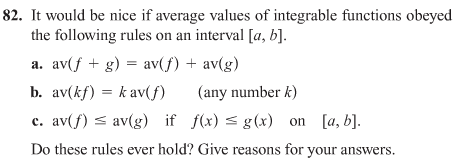 82. It would be nice if average values of integrable functions obeyed
the following rules on an interval [a, b].
a. av(f + g) = av(f) + av(g)
b. av(kf) = k av(f) (any number k)
c. av(f) ≤ av(g) if f(x) ≤ g(x) on [a, b].
Do these rules ever hold? Give reasons for your answers.